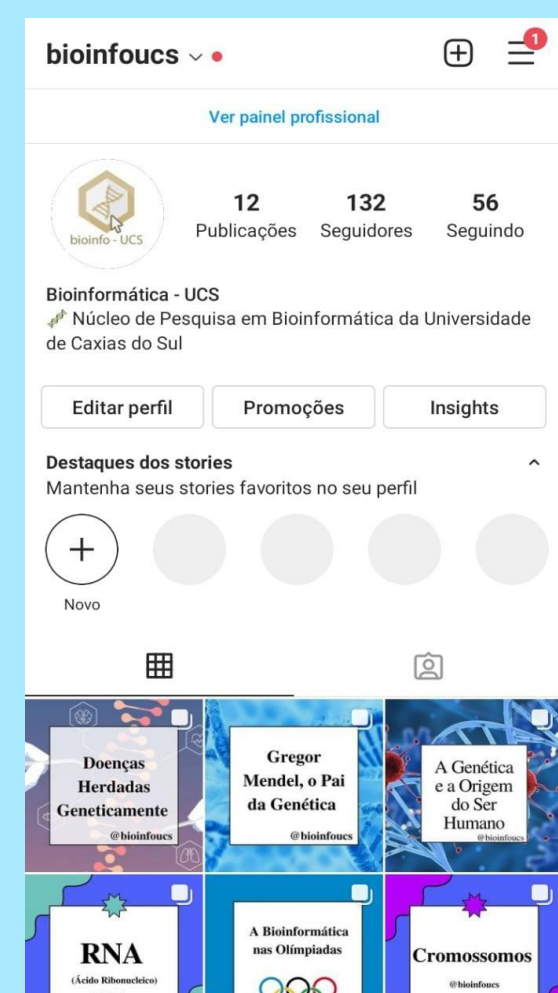 bioinfoucs
1
Ver painel profissional
bioinfo - UCS
12
Publicações
132
Seguidores
56
Seguindo
Bioinformática - UCS
Núcleo de Pesquisa em Bioinformática da Universidade
de Caxias do Sul
Editar perfil
Promoções
Insights
Destaques dos stories
Mantenha seus stories favoritos no seu perfil
Novo
Doenças
Herdadas
Geneticamente
@bioinfoucs
Gregor
Mendel, o Pai
da Genética
@bioinfoucs
A Genética
e a Origem
do Ser
Humano
@bioinfoucs
RNA
(Ácido Ribonucleico)
A Bioinformática
nas Olimpíadas
Cromossomos
@bioinfoucs